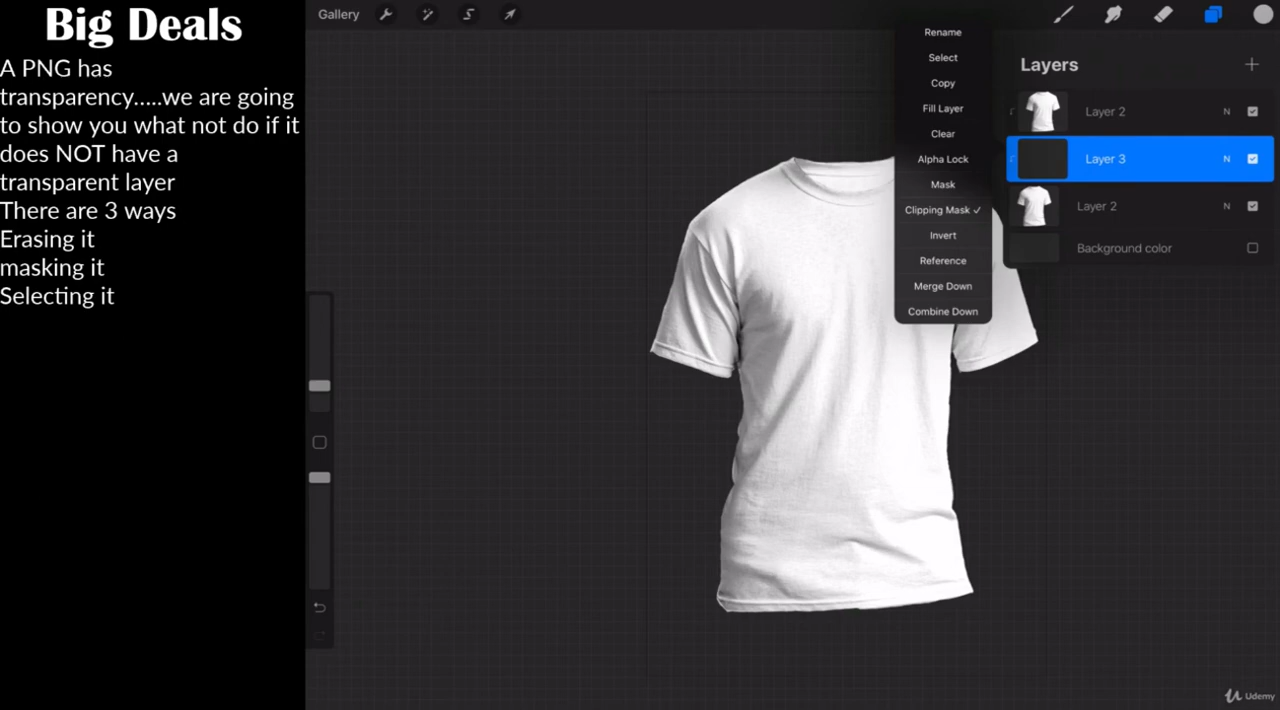 Big Deals
A PNG has
transparency.....we are going
to show you what not do if it
does NOT have a
transparent layer
There are 3 ways
Erasing it
masking it
Selecting it
Gallery
Rename
Select
Copy
Fill Layer
Clear
Alpha Lock
Mask
Clipping Mask ✓
Invert
Reference
Merge Down
Combine Down
Layers
Layer 2 N
Layer 3 N
Layer 2 N
Background color
Udemy